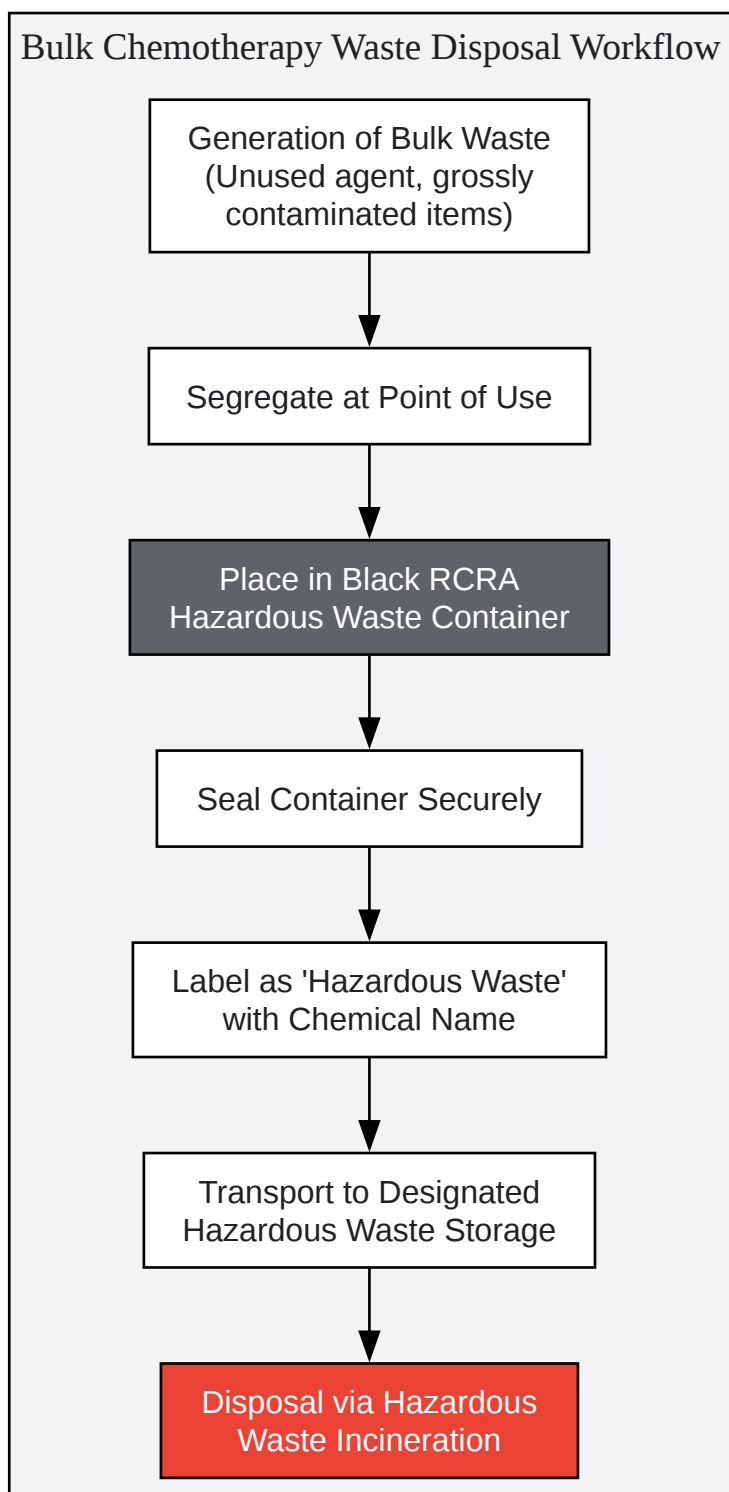 Bulk Chemotherapy Waste Disposal Workflow
Generation of Bulk Waste
(Unused agent, grossly
contaminated items)
Segregate at Point of Use
Place in Black RCRA
Hazardous Waste Container
Seal Container Securely
Label as 'Hazardous Waste'
with Chemical Name
Transport to Designated
Hazardous Waste Storage
Disposal via Hazardous
Waste Incineration